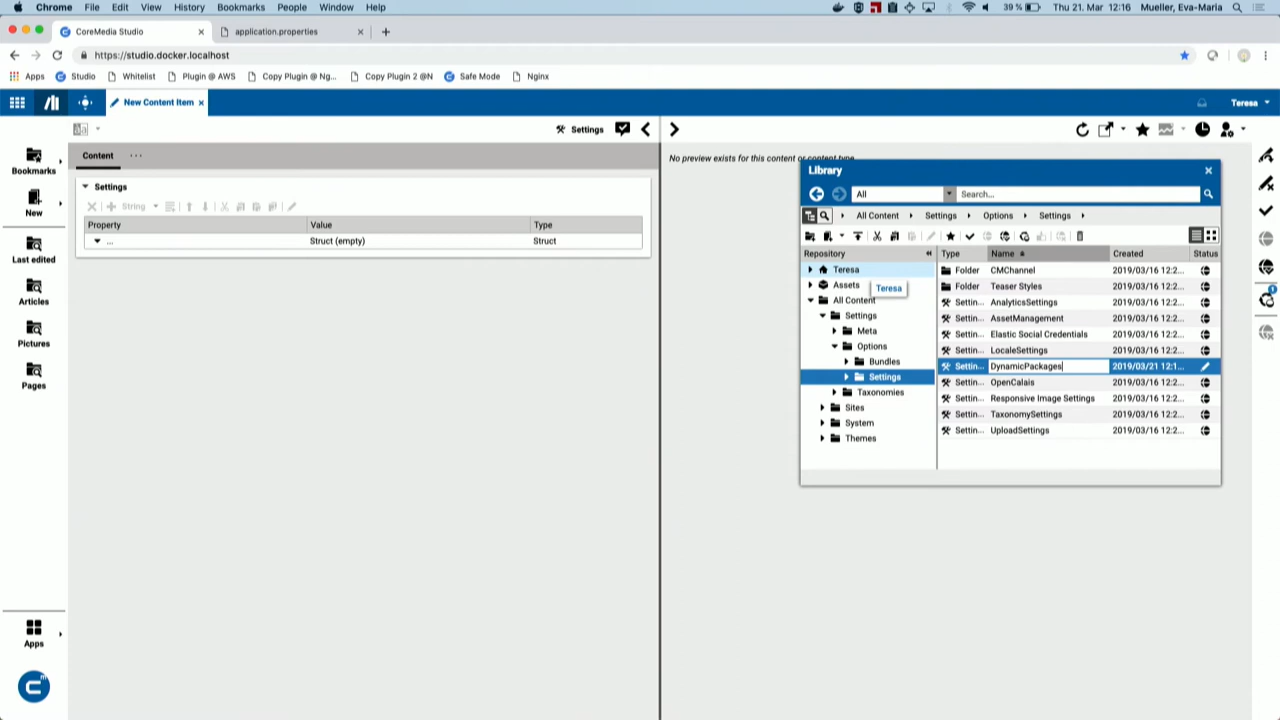 Chrome File Edit View History Bookmarks People Window Help 39 % Thu 21. Mar 12:16 Mueller, Eva-Maria
CoreMedia Studio application.properties
https://studio.docker.localhost
Apps Studio Whitelist Plugin @ AWS Copy Plugin @ Ng... Copy Plugin 2 @N Safe Mode Nginx
New Content Item Teresa
Settings
Content ...
No preview exists for this content or content type
Settings
String
Property Value Type
... Struct (empty) Struct
Bookmarks
New
Last edited
Articles
Pictures
Pages
Apps
Library
All Search...
All Content Settings Options Settings
Repository
Teresa
Assets
Teresa
All Content
Settings
Meta
Options
Bundles
Settings
Taxonomies
Sites
System
Themes
Type Name Created Status
Folder CMChannel 2019/03/16 12:2...
Folder Teaser Styles 2019/03/16 12:2...
Settin... AnalyticsSettings 2019/03/16 12:2...
Settin... AssetManagement 2019/03/16 12:2...
Settin... Elastic Social Credentials 2019/03/16 12:2...
Settin... LocaleSettings 2019/03/16 12:2...
Settin... DynamicPackages 2019/03/21 12:1...
Settin... OpenCalais 2019/03/16 12:2...
Settin... Responsive Image Settings 2019/03/16 12:2...
Settin... TaxonomySettings 2019/03/16 12:2...
Settin... UploadSettings 2019/03/16 12:2...